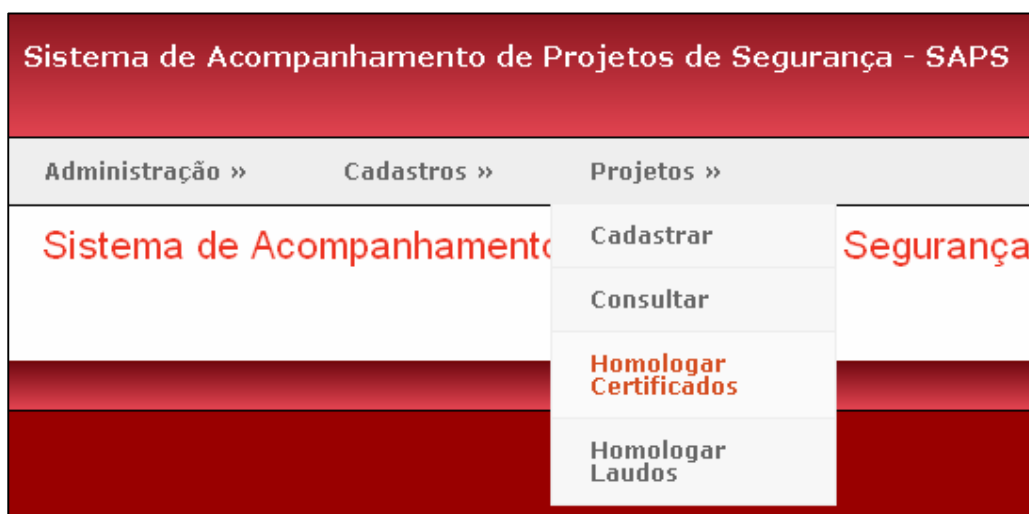 Sistema de Acompanhamento de Projetos de Segurança - SAPS
Administração »
Cadastros »
Projetos »
Cadastrar
Sistema de Acompanhamento Segurança
Consultar
Homologar
Certificados
Homologar
Laudos